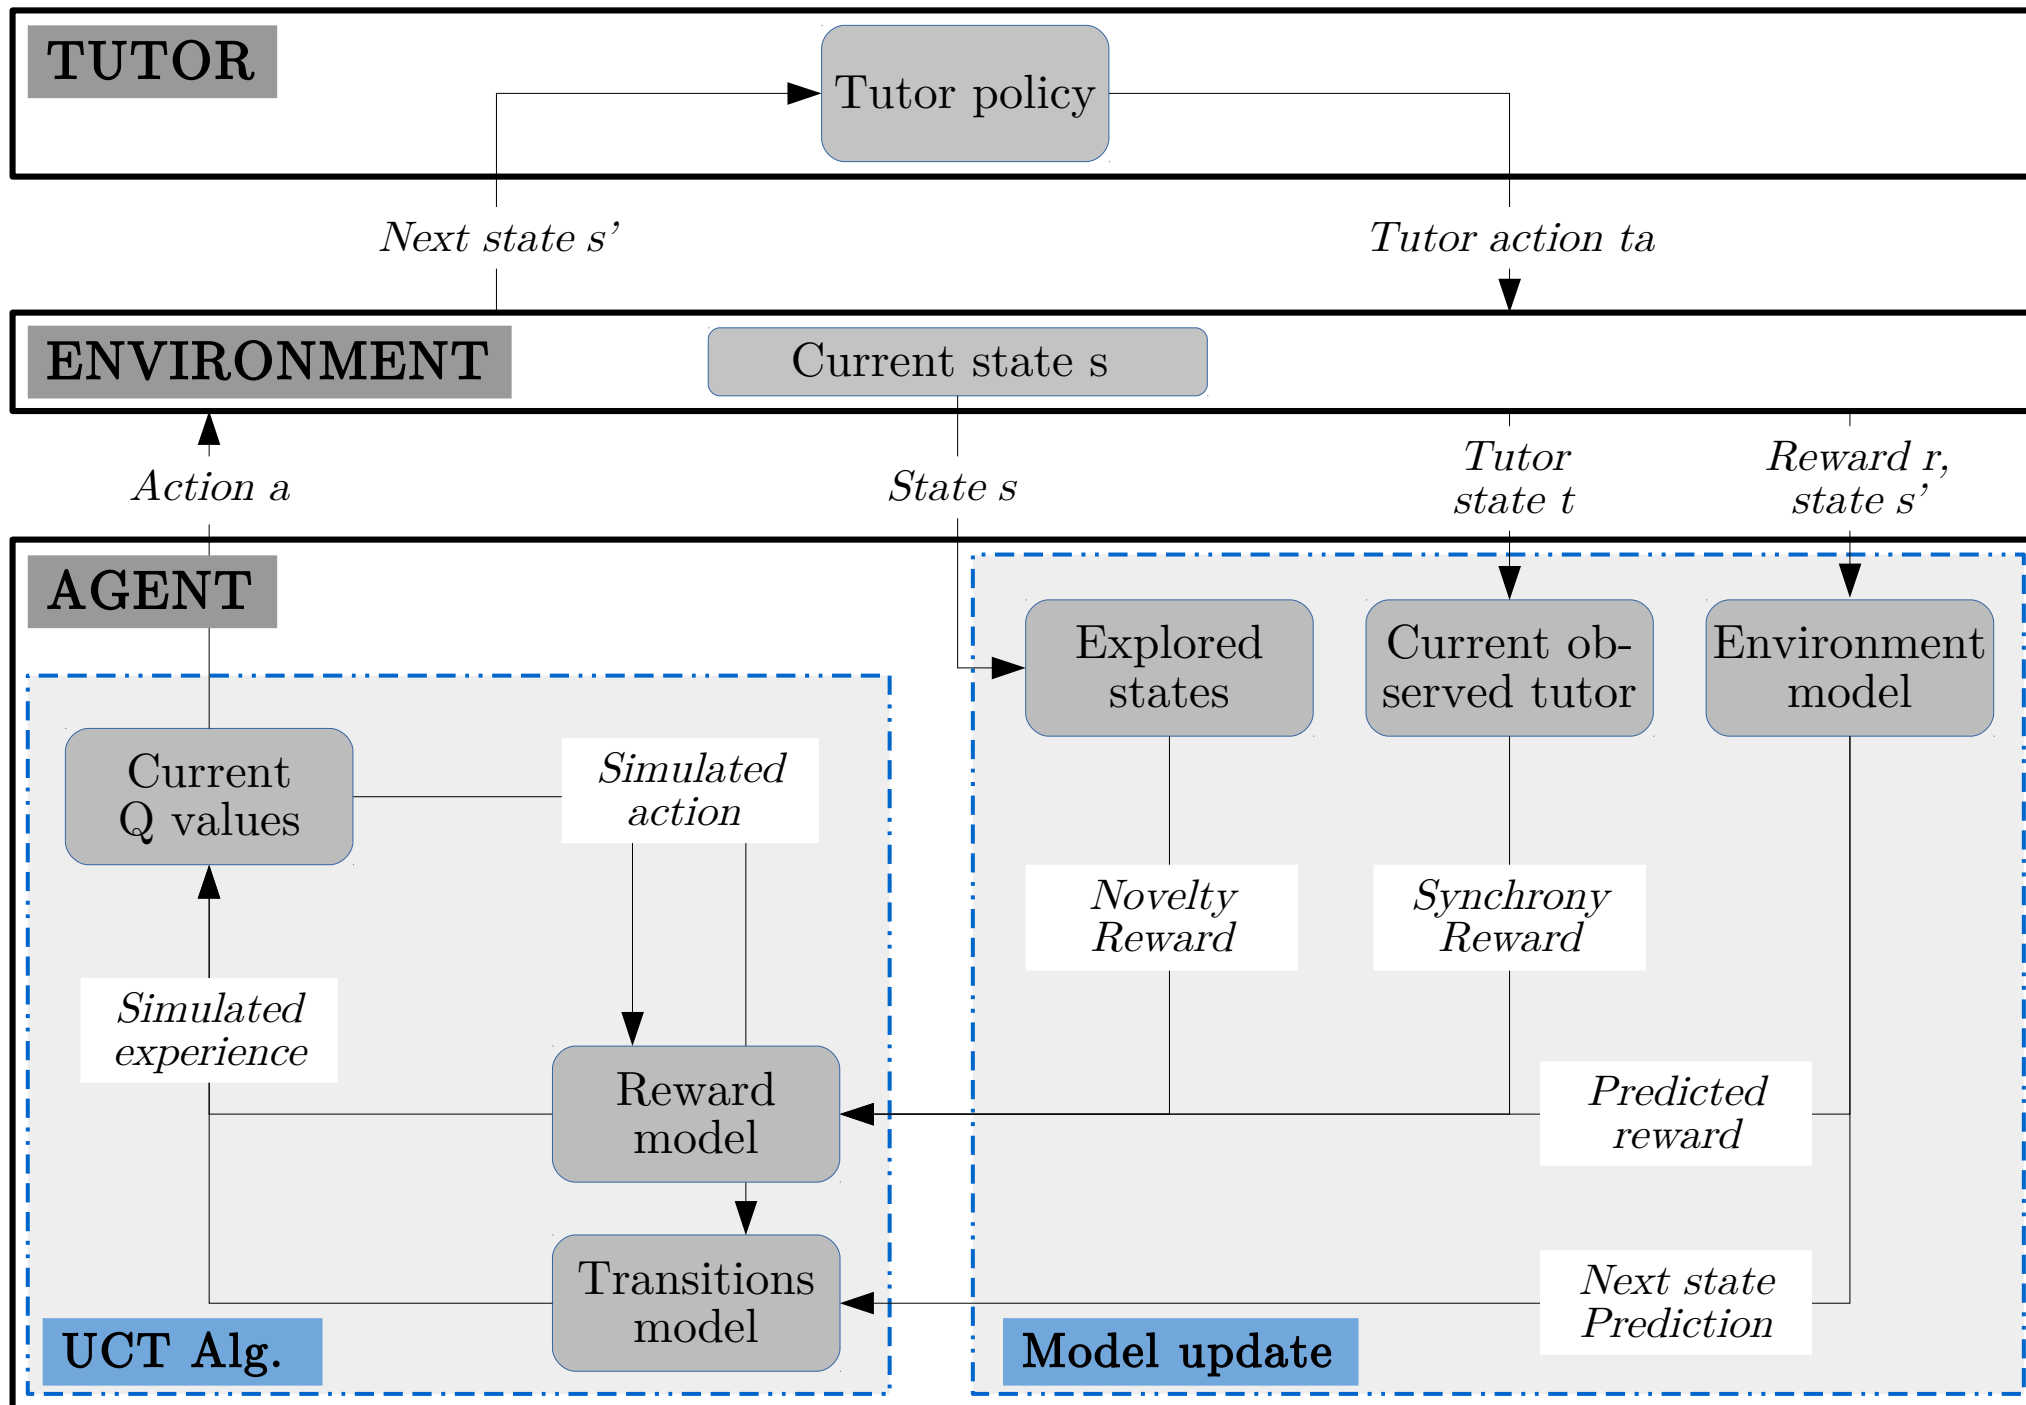 TUTOR
Tutor policy
Next state s'
Tutor action ta
ENVIRONMENT
Current state s
Action a
State s
Tutor
state t
Reward r,
state s'
AGENT
Explored
states
Current ob-
served tutor
Environment
model
Current
Q values
Simulated
action
Novelty
Reward
Synchrony
Reward
Simulated
experience
Reward
model
Predicted
reward
Transitions
model
Next state
Prediction
UCT Alg.
Model update